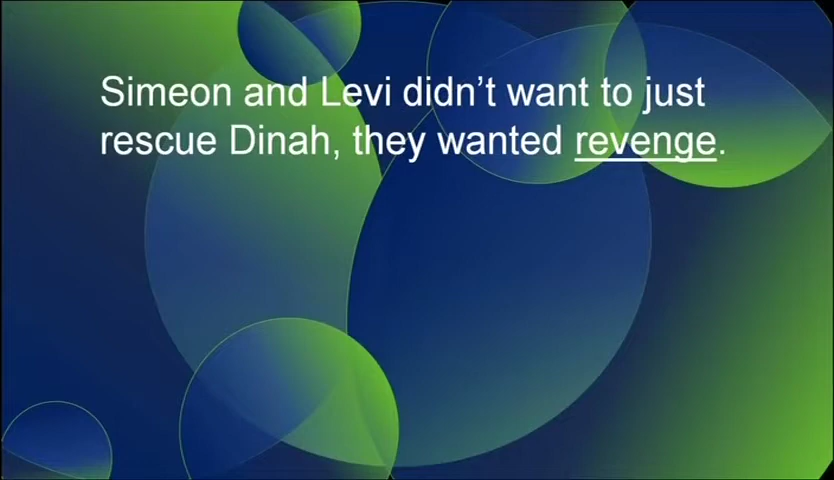 Simeon and Levi didn’t want to just
rescue Dinah, they wanted revenge.